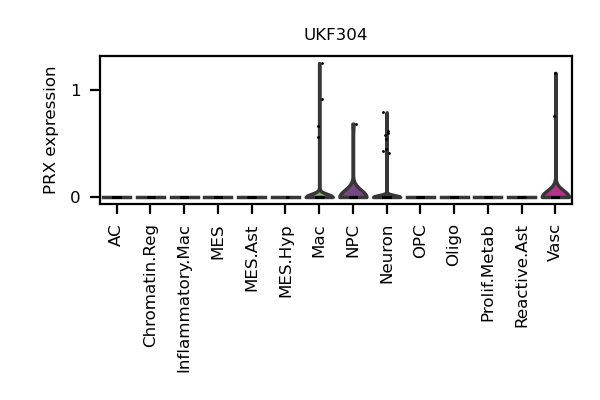 UKF304
PRX expression
1
0
AC
Chromatin.Reg
Inflammatory.Mac
MES
MES.Ast
MES.Hyp
Mac
NPC
Neuron
OPC
Oligo
Prolif.Metab
Reactive.Ast
Vasc